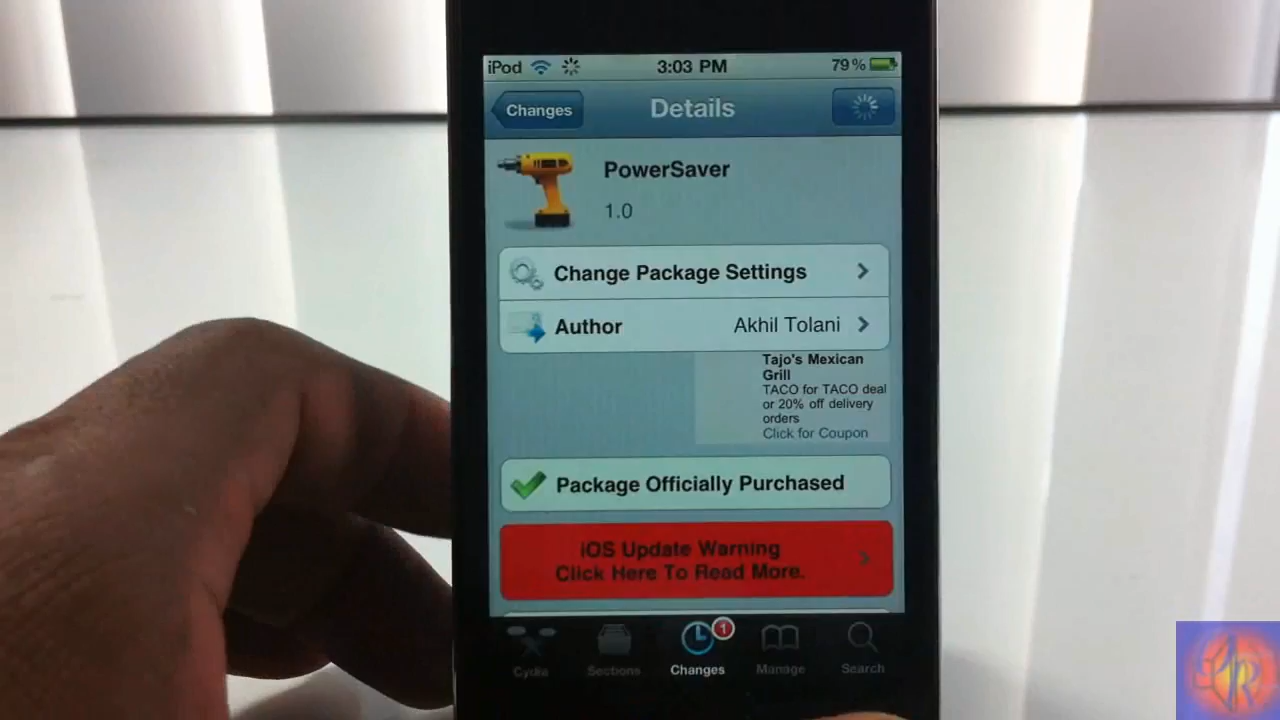 iPod
3:03 PM
79%
Changes
Details
PowerSaver
1.0
Change Package Settings
Author
Akhil Tolani
Tajo's Mexican
Grill
TACO for TACO deal
or 20% off delivery
orders
Click for Coupon
Package Officially Purchased
iOS Update Warning
Click Here To Read More.
1
Cydia
Sections
Changes
Manage
Search